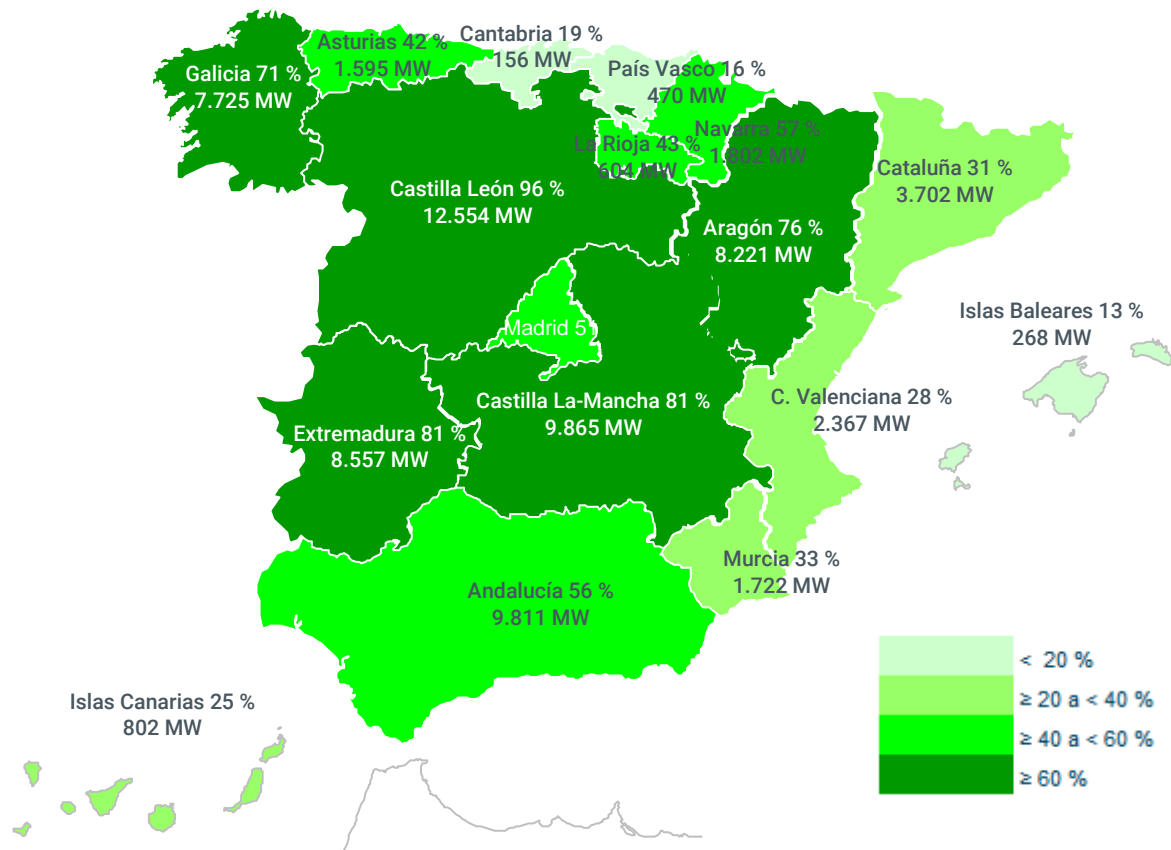 Cantabria 19 %
156 MW
Asturias 42 %
1.595 MW
País Vasco 16 %
470 MW
Galicia 71 %
7.725 MW
Navarra 57 %
1.802 MW
La Rioja 43 %
604 MW
Cataluña 31 %
3.702 MW
Castilla León 96 %
12.554 MW
Aragón 76 %
8.221 MW
Islas Baleares 13 %
268 MW
Madrid 51
Castilla La-Mancha 81 %
9.865 MW
C. Valenciana 28 %
2.367 MW
Extremadura 81 %
8.557 MW
Murcia 33 %
1.722 MW
Andalucía 56 %
9.811 MW
Islas Canarias 25 %
802 MW
< 20 %
≥ 20 a < 40 %
≥ 40 a < 60 %
≥ 60 %